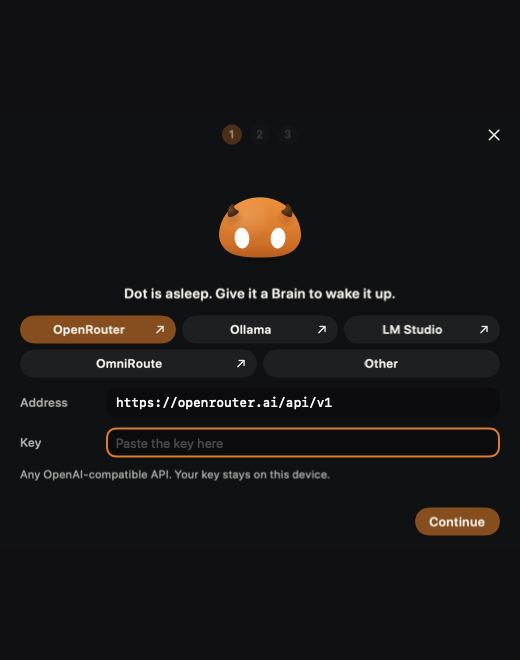 1 2 3
Dot is asleep. Give it a Brain to wake it up.
OpenRouter Ollama LM Studio
OmniRoute Other
Address https://openrouter.ai/api/v1
Key Paste the key here
Any OpenAI-compatible API. Your key stays on this device.
Continue